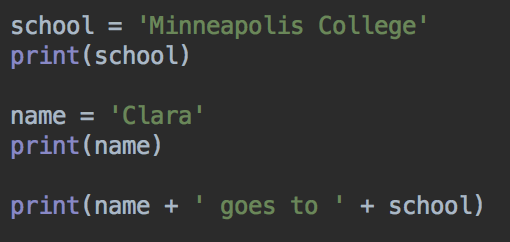 school = 'Minneapolis College'
print(school)
name = 'Clara'
print(name)
print(name + ' goes to ' + school)